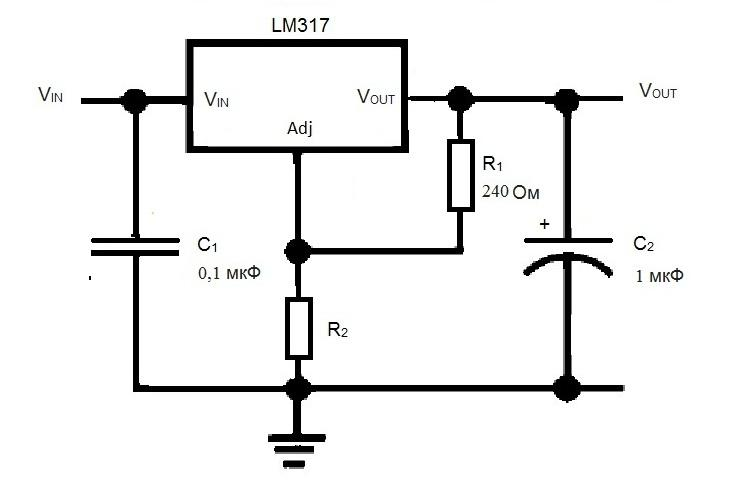 LM317
VIN
VIN
VOUT
VOUT
Adj
R1
240 Ом
+
C1
0,1 мкФ
C2
1 мкФ
R2